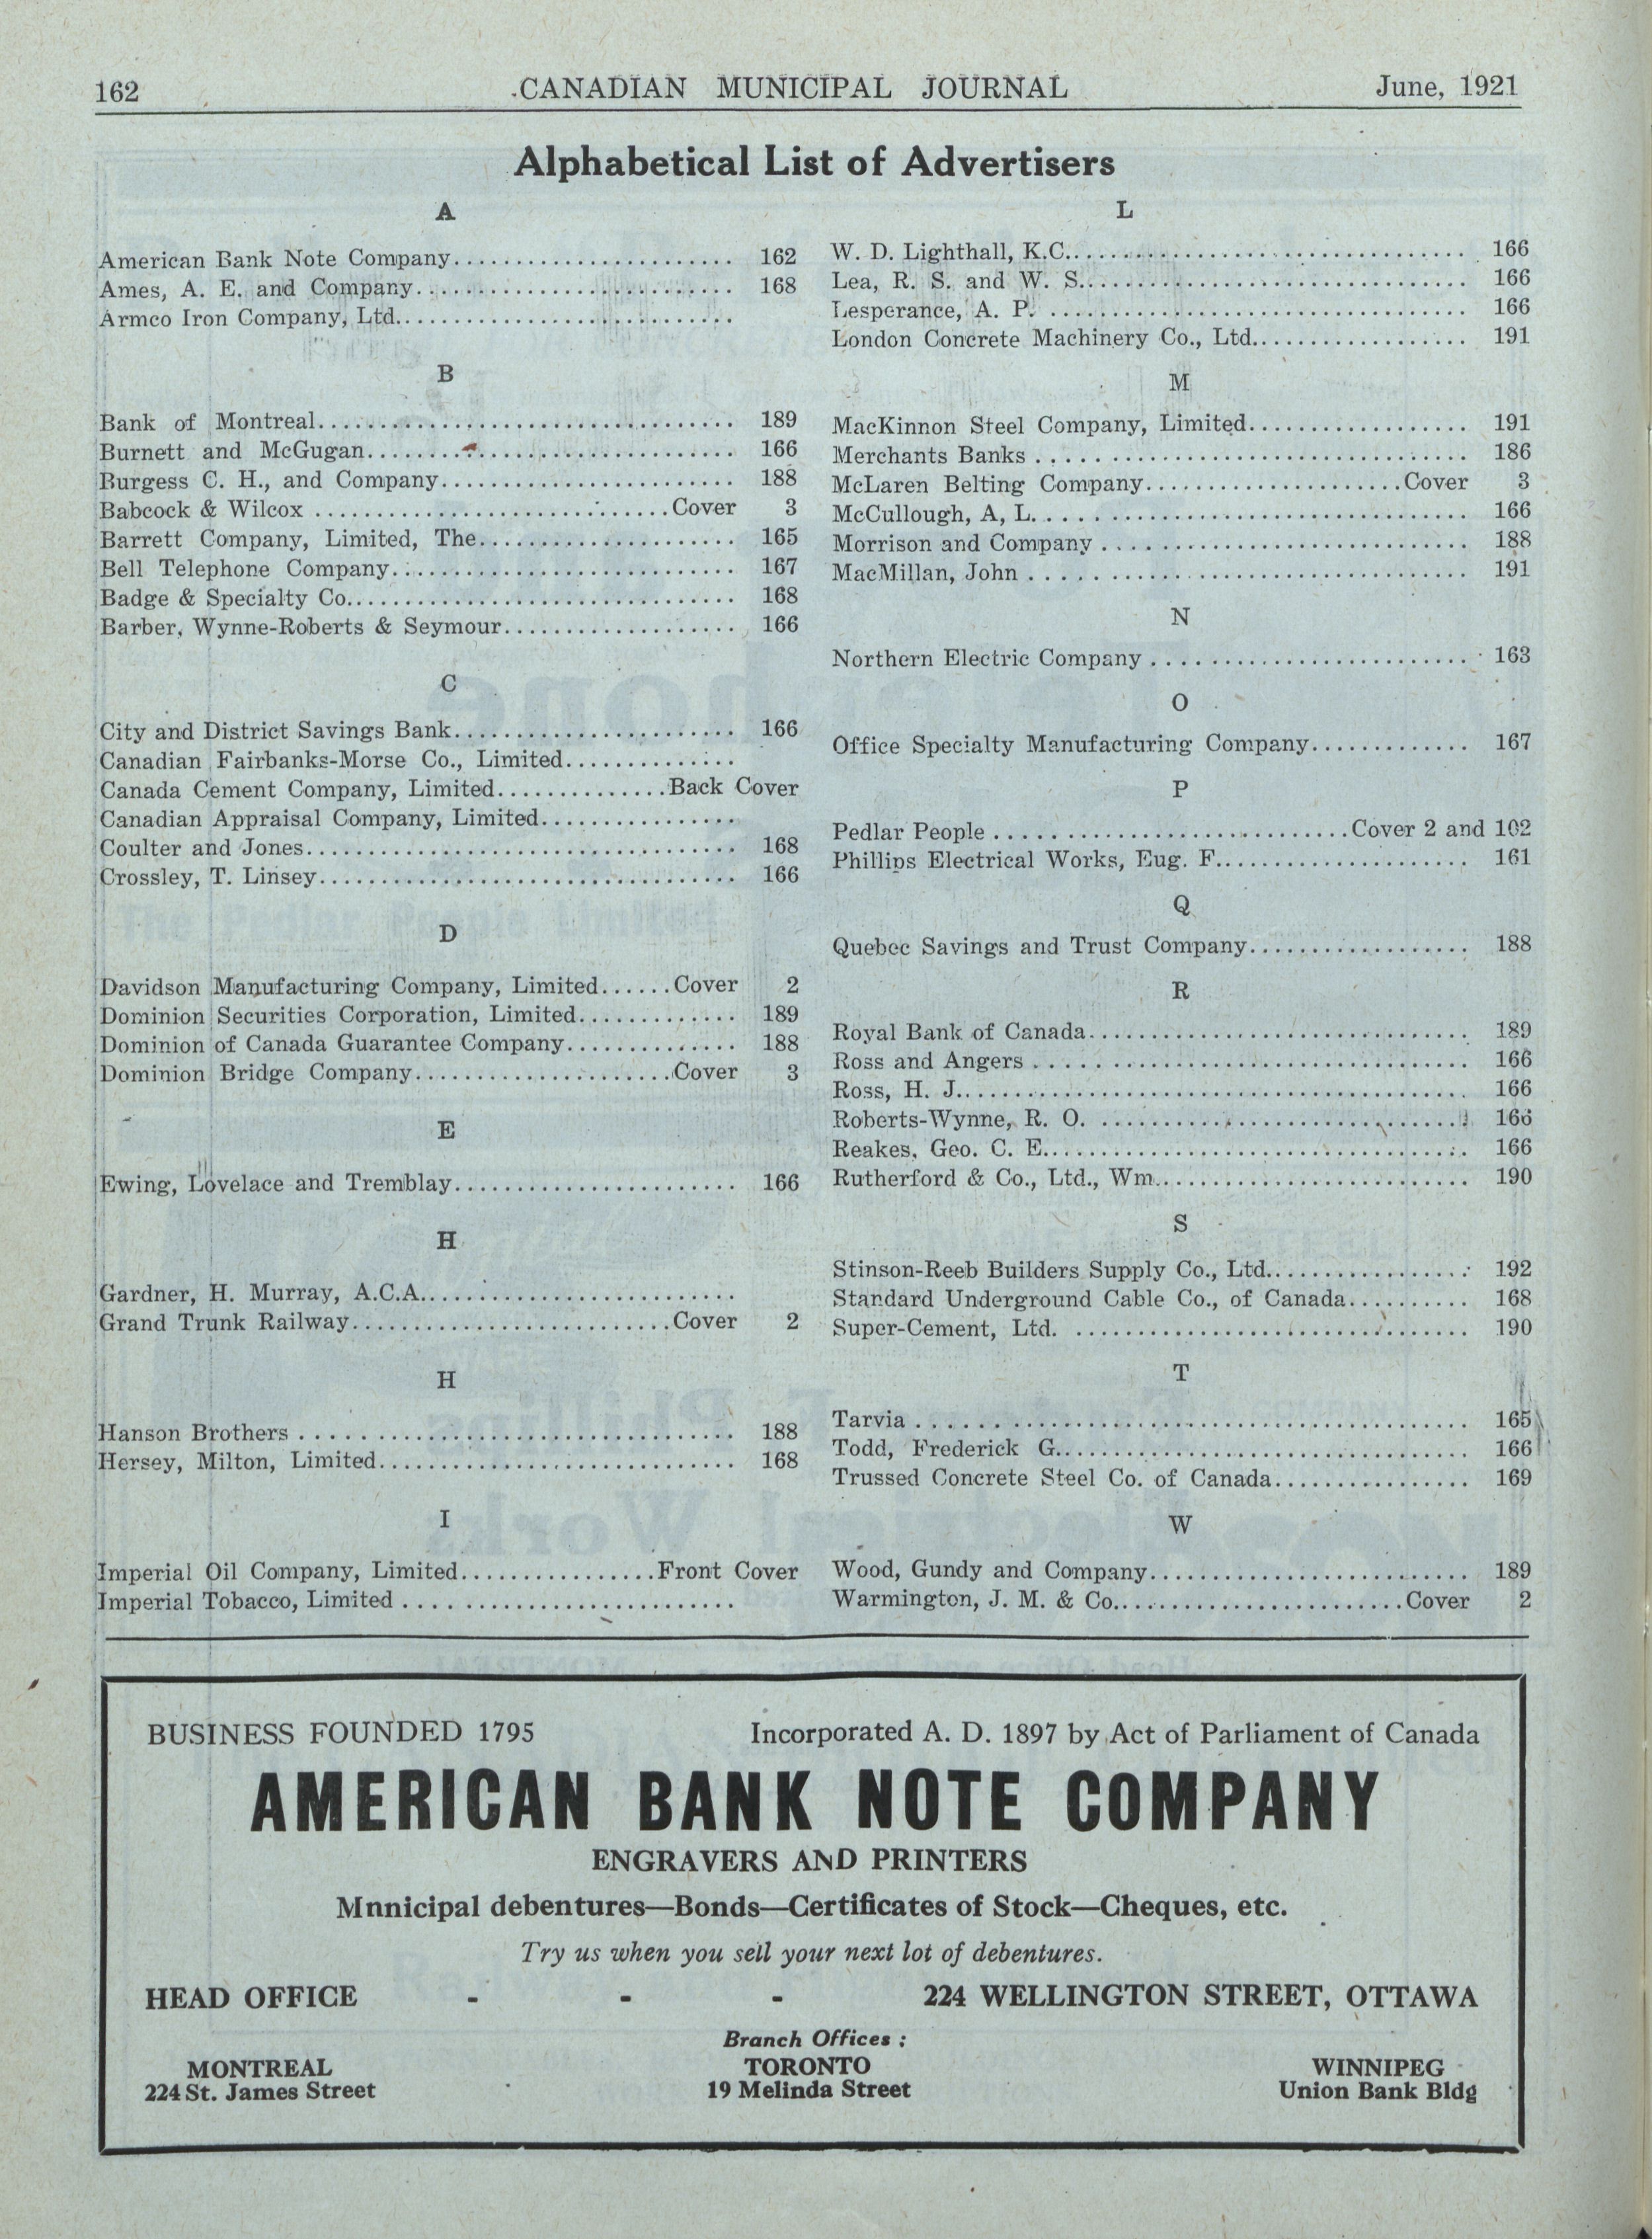 162 CANADIAN MUNICIPAL JOURNAL June, 1921
Alphabetical List of Advertisers
A
American Bank Note Company....................... 162
Ames, A. E. and Company.......................... 168
Armco Iron Company, Ltd...........................
B
Bank of Montreal.................................. 189
Burnett and McGugan.............................. 166
Burgess C. H., and Company........................ 188
Babcock & Wilcox ............................Cover 3
Barrett Company, Limited, The..................... 165
Bell Telephone Company............................ 167
Badge & Specialty Co............................... 168
Barber, Wynne-Roberts & Seymour................... 166
C
City and District Savings Bank....................... 166
Canadian Fairbanks-Morse Co., Limited..............
Canada Cement Company, Limited..............Back Cover
Canadian Appraisal Company, Limited................
Coulter and Jones................................... 168
Crossley, T. Linsey.................................. 166
D
Davidson Manufacturing Company, Limited......Cover 2
Dominion Securities Corporation, Limited............. 189
Dominion of Canada Guarantee Company.............. 188
Dominion Bridge Company.....................Cover 3
E
Ewing, Lovelace and Tremblay....................... 166
H
Gardner, H. Murray, A.C.A..........................
Grand Trunk Railway..........................Cover 2
H
Hanson Brothers .................................. 188
Hersey, Milton, Limited............................. 168
I
Imperial Oil Company, Limited................Front Cover
Imperial Tobacco, Limited ...........................
L
W. D. Lighthall, K.C................................. 166
Lea, R. S. and W. S................................ 166
Lesperance, A. P. .................................. 166
London Concrete Machinery Co., Ltd.................. 191
M
MacKinnon Steel Company, Limited.................. 191
Merchants Banks .................................. 186
McLaren Belting Company.....................Cover 3
McCullough, A, L................................... 166
Morrison and Company .............................. 188
MacMillan, John .................................... 191
N
Northern Electric Company .......................... 163
O
Office Specialty Manufacturing Company............. 167
P
Pedlar People .............................Cover 2 and 102
Phillips Electrical Works, Eug. F..................... 161
Q
Quebec Savings and Trust Company.................. 188
R
Royal Bank of Canada............................... 189
Ross and Angers ................................... 166
Ross, H. J.......................................... 166
Roberts-Wynne, R. O. .............................. 166
Reakes, Geo. C. E................................... 166
Rutherford & Co., Ltd., Wm.......................... 190
S
Stinson-Reeb Builders Supply Co., Ltd................. 192
Standard Underground Cable Co., of Canada.......... 168
Super-Cement, Ltd. ................................ 190
T
Tarvia ............................................. 165
Todd, Frederick G.................................. 166
Trussed Concrete Steel Co. of Canada................ 169
W
Wood, Gundy and Company.......................... 189
Warmington, J. M. & Co........................Cover 2
BUSINESS FOUNDED 1795 Incorporated A. D. 1897 by Act of Parliament of Canada
AMERICAN BANK NOTE COMPANY
ENGRAVERS AND PRINTERS
Mnnicipal debentures—Bonds—Certificates of Stock—Cheques, etc.
Try us when you sell your next lot of debentures.
HEAD OFFICE - - - 224 WELLINGTON STREET, OTTAWA
Branch Offices :
MONTREAL TORONTO WINNIPEG
224 St. James Street 19 Melinda Street Union Bank Bldg